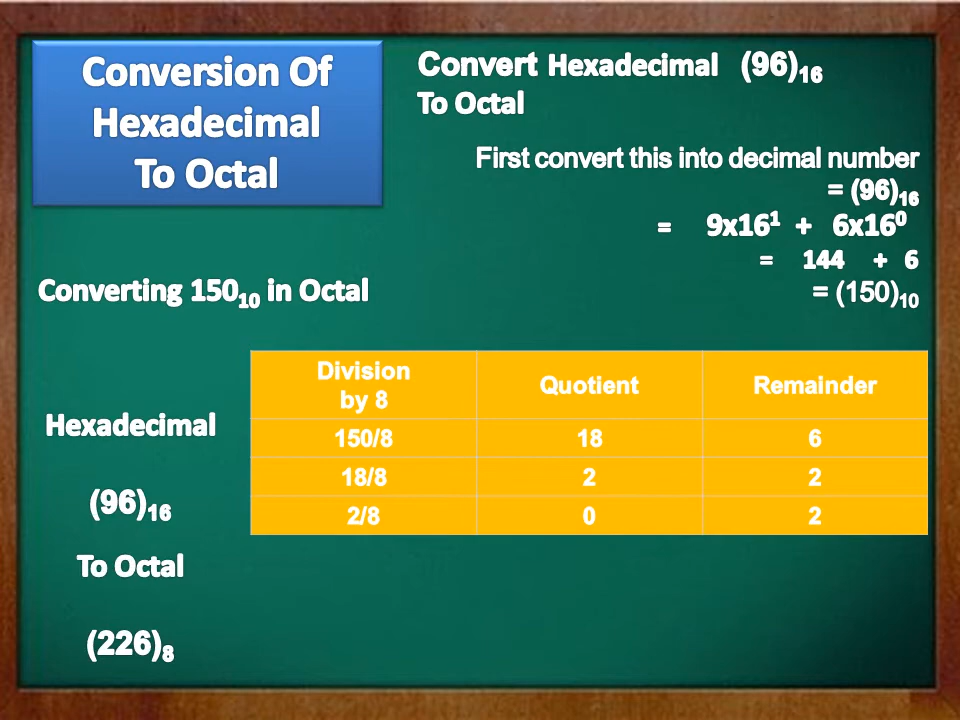 Conversion Of
Hexadecimal
To Octal
Convert Hexadecimal (96)₁₆
To Octal
First convert this into decimal number
= (96)₁₆
= 9x16¹ + 6x16⁰
= 144 + 6
= (150)₁₀
Converting 150₁₀ in Octal
Division
by 8 Quotient Remainder
150/8 18 6
18/8 2 2
2/8 0 2
Hexadecimal
(96)₁₆
To Octal
(226)₈